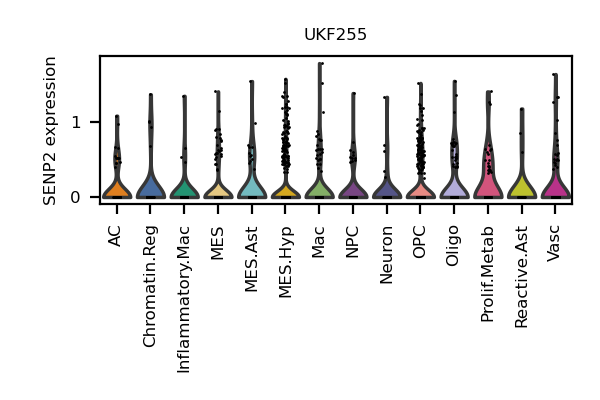 UKF255
SENP2 expression
1
0
AC
Chromatin.Reg
Inflammatory.Mac
MES
MES.Ast
MES.Hyp
Mac
NPC
Neuron
OPC
Oligo
Prolif.Metab
Reactive.Ast
Vasc